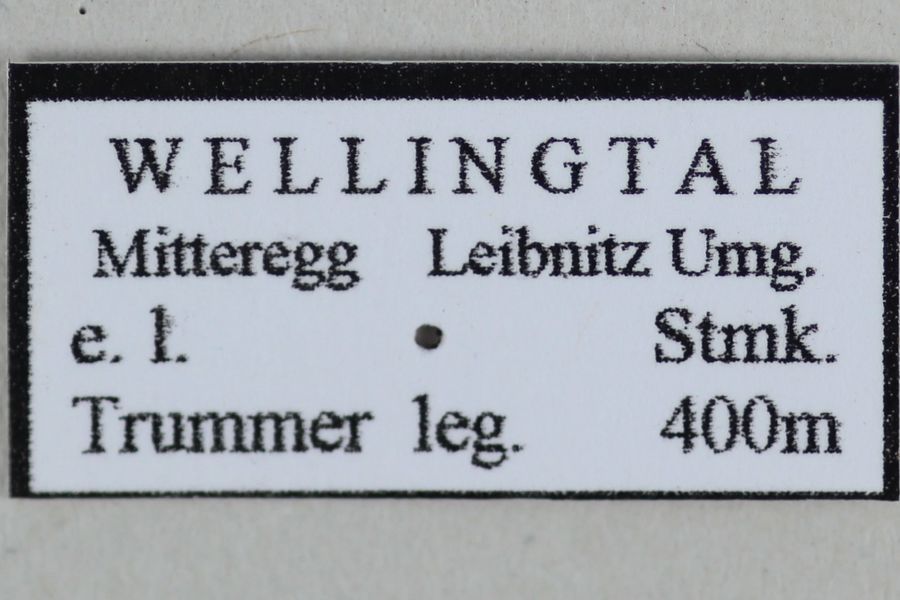 WELLINGTAL
Mitteregg Leibnitz Umg.
e. l. Stmk.
Trummer leg. 400m